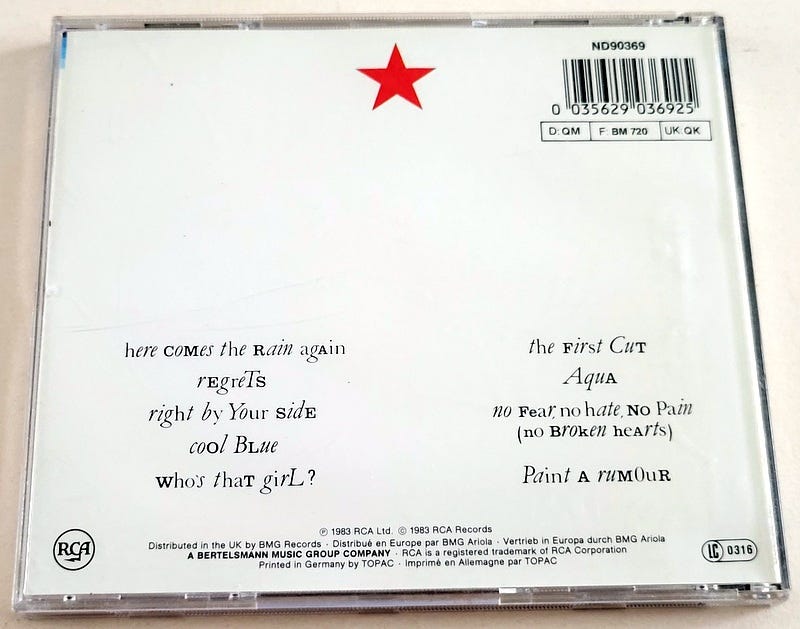 ND90369
0 035629 036925
D: QM F: BM 720 UK: QK
here COMes the Rain again
rEgréTS
right by Your SidE
coOl BLue
Who's thaT girL?
the First CuT
AquA
no Fear, no hate, NO Pain
(no Broken heArts)
Paint A ruMOuR
℗ 1983 RCA Ltd. © 1983 RCA Records
Distributed in the UK by BMG Records · Distribué en Europe par BMG Ariola · Vertrieb in Europa durch BMG Ariola
A BERTELSMANN MUSIC GROUP COMPANY · RCA is a registered trademark of RCA Corporation
Printed in Germany by TOPAC · Imprimé en Allemagne par TOPAC
RCA
LC 0316